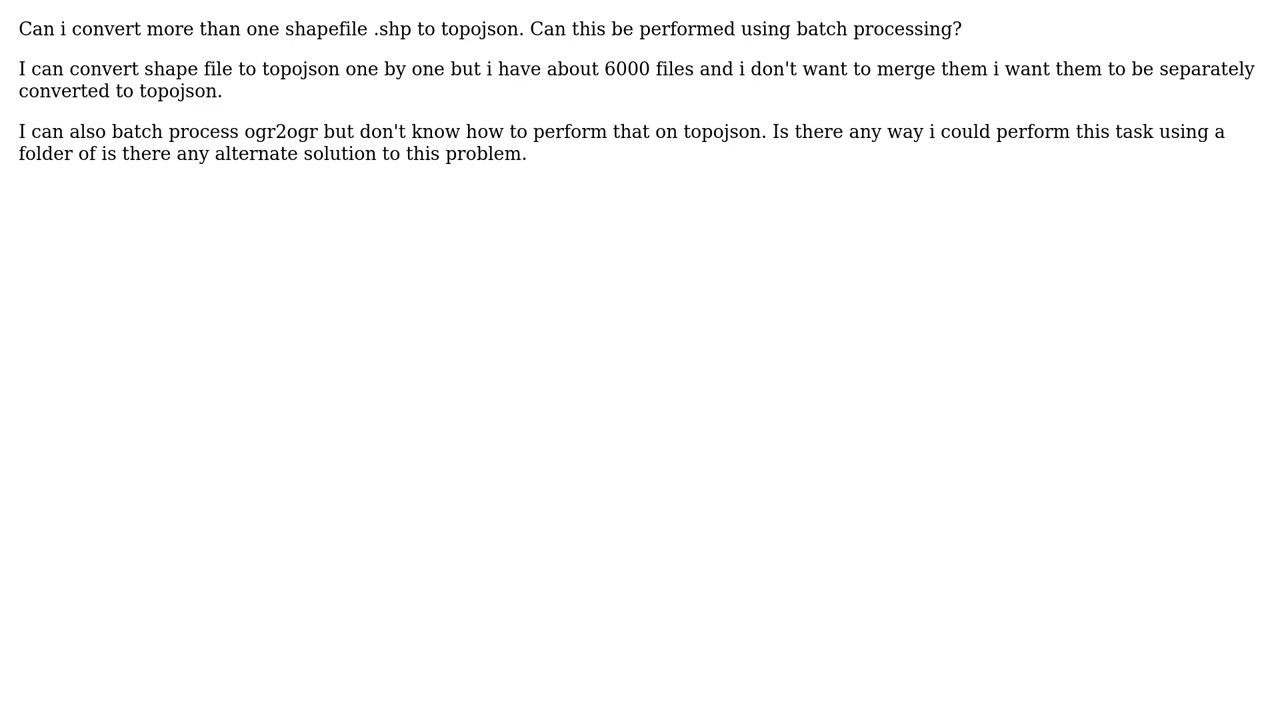 Can i convert more than one shapefile .shp to topojson. Can this be performed using batch processing?
I can convert shape file to topojson one by one but i have about 6000 files and i don't want to merge them i want them to be separately
converted to topojson.
I can also batch process ogr2ogr but don't know how to perform that on topojson. Is there any way i could perform this task using a
folder of is there any alternate solution to this problem.